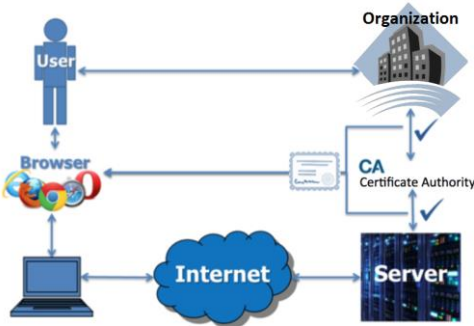 Organization
User
Browser
CA
Certificate Authority
Internet
Server-